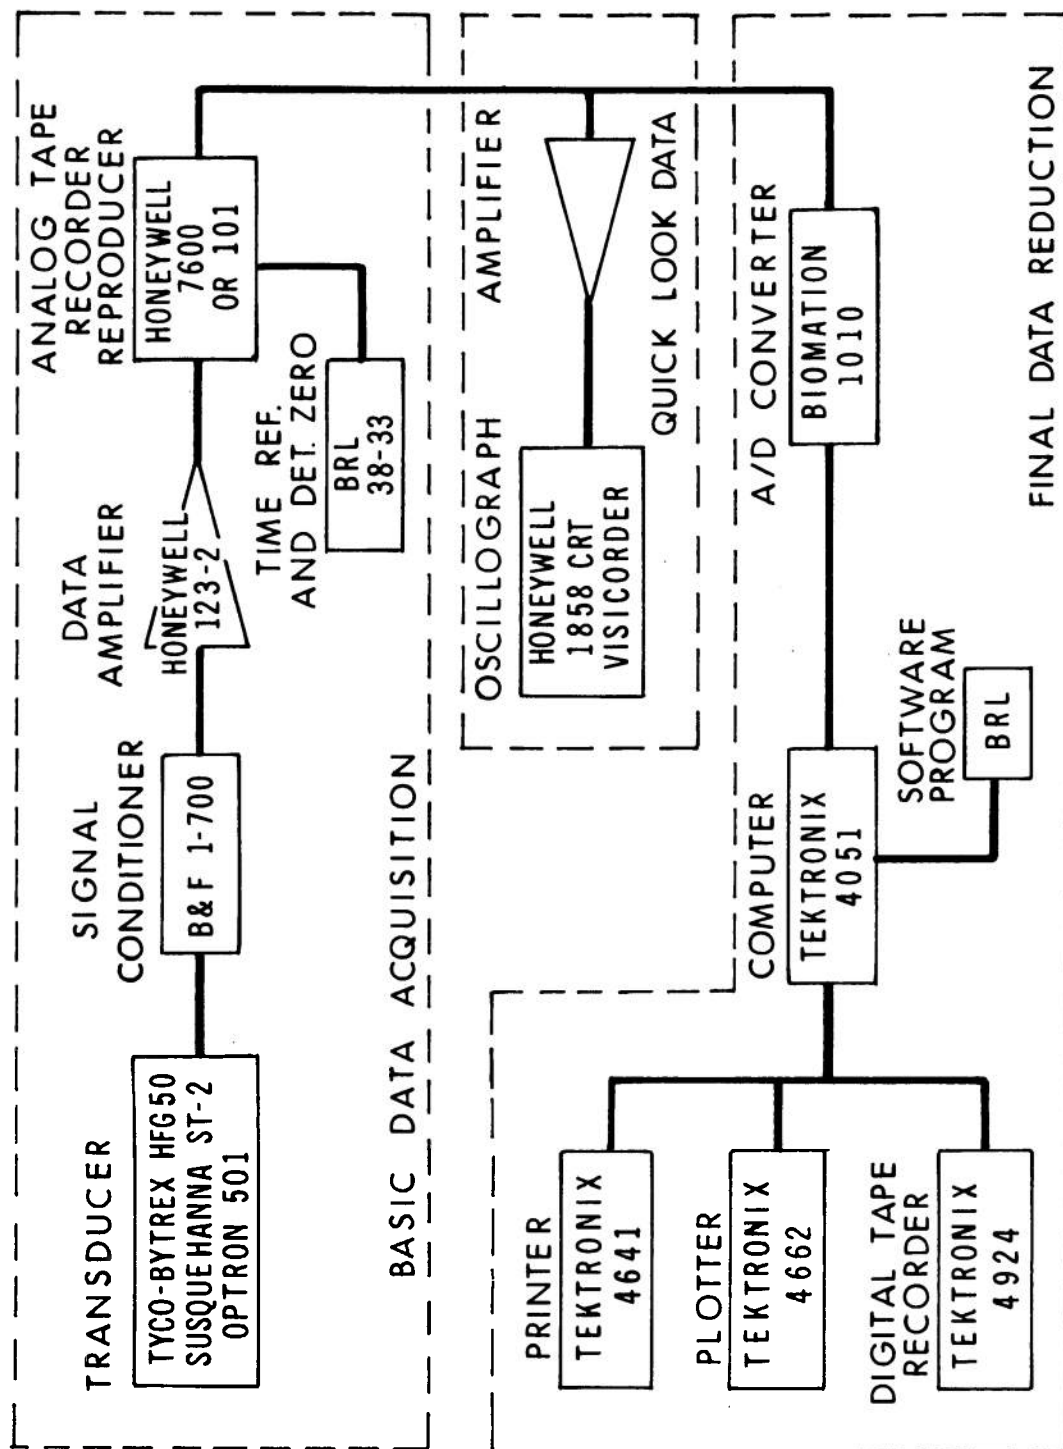 TRANSDUCER
TYCO-BYTREX HFG50
SUSQUEHANNA ST-2
OPTRON 501
SIGNAL
CONDITIONER
B&F 1-700
DATA
AMPLIFIER
HONEYWELL
123-2
ANALOG TAPE
RECORDER
REPRODUCER
HONEYWELL
7600
OR 101
TIME REF.
AND DET. ZERO
BRL
38-33
BASIC DATA ACQUISITION
OSCILLOGRAPH
HONEYWELL
1858 CRT
VISICORDER
AMPLIFIER
QUICK LOOK DATA
PRINTER
TEKTRONIX
4641
PLOTTER
TEKTRONIX
4662
DIGITAL TAPE
RECORDER
TEKTRONIX
4924
COMPUTER
TEKTRONIX
4051
SOFTWARE
PROGRAM
BRL
A/D CONVERTER
BIOMATION
1010
FINAL DATA REDUCTION